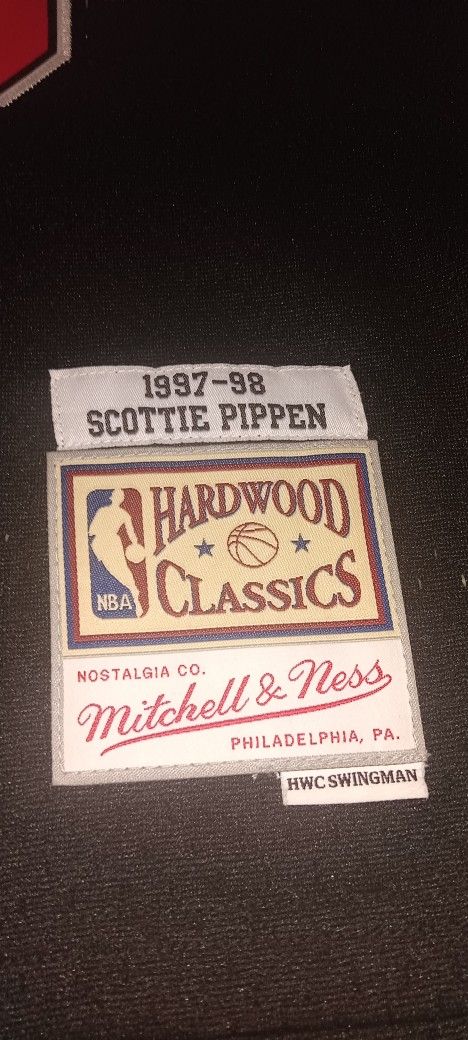 1997-98
SCOTTIE PIPPEN
HARDWOOD
NBA
CLASSICS
NOSTALGIA CO.
Mitchell & Ness
PHILADELPHIA, PA.
HWC SWINGMAN